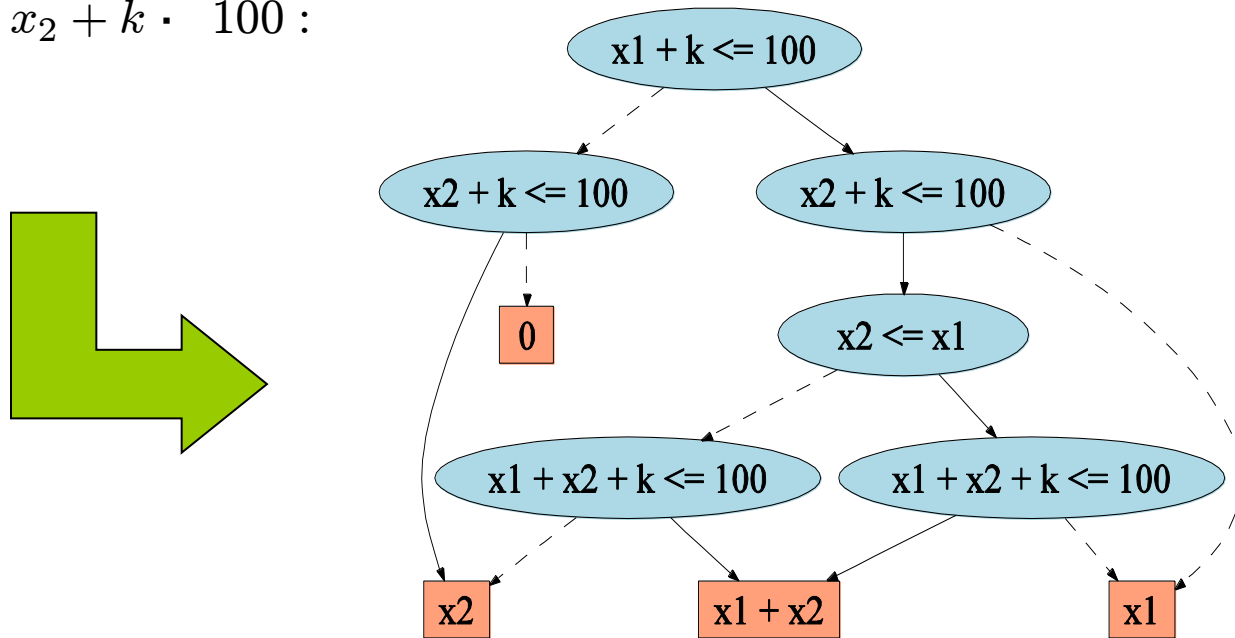 x₂ + k · 100 :
x1 + k <= 100
x2 + k <= 100
x2 + k <= 100
0
x2 <= x1
x1 + x2 + k <= 100
x1 + x2 + k <= 100
x2
x1 + x2
x1